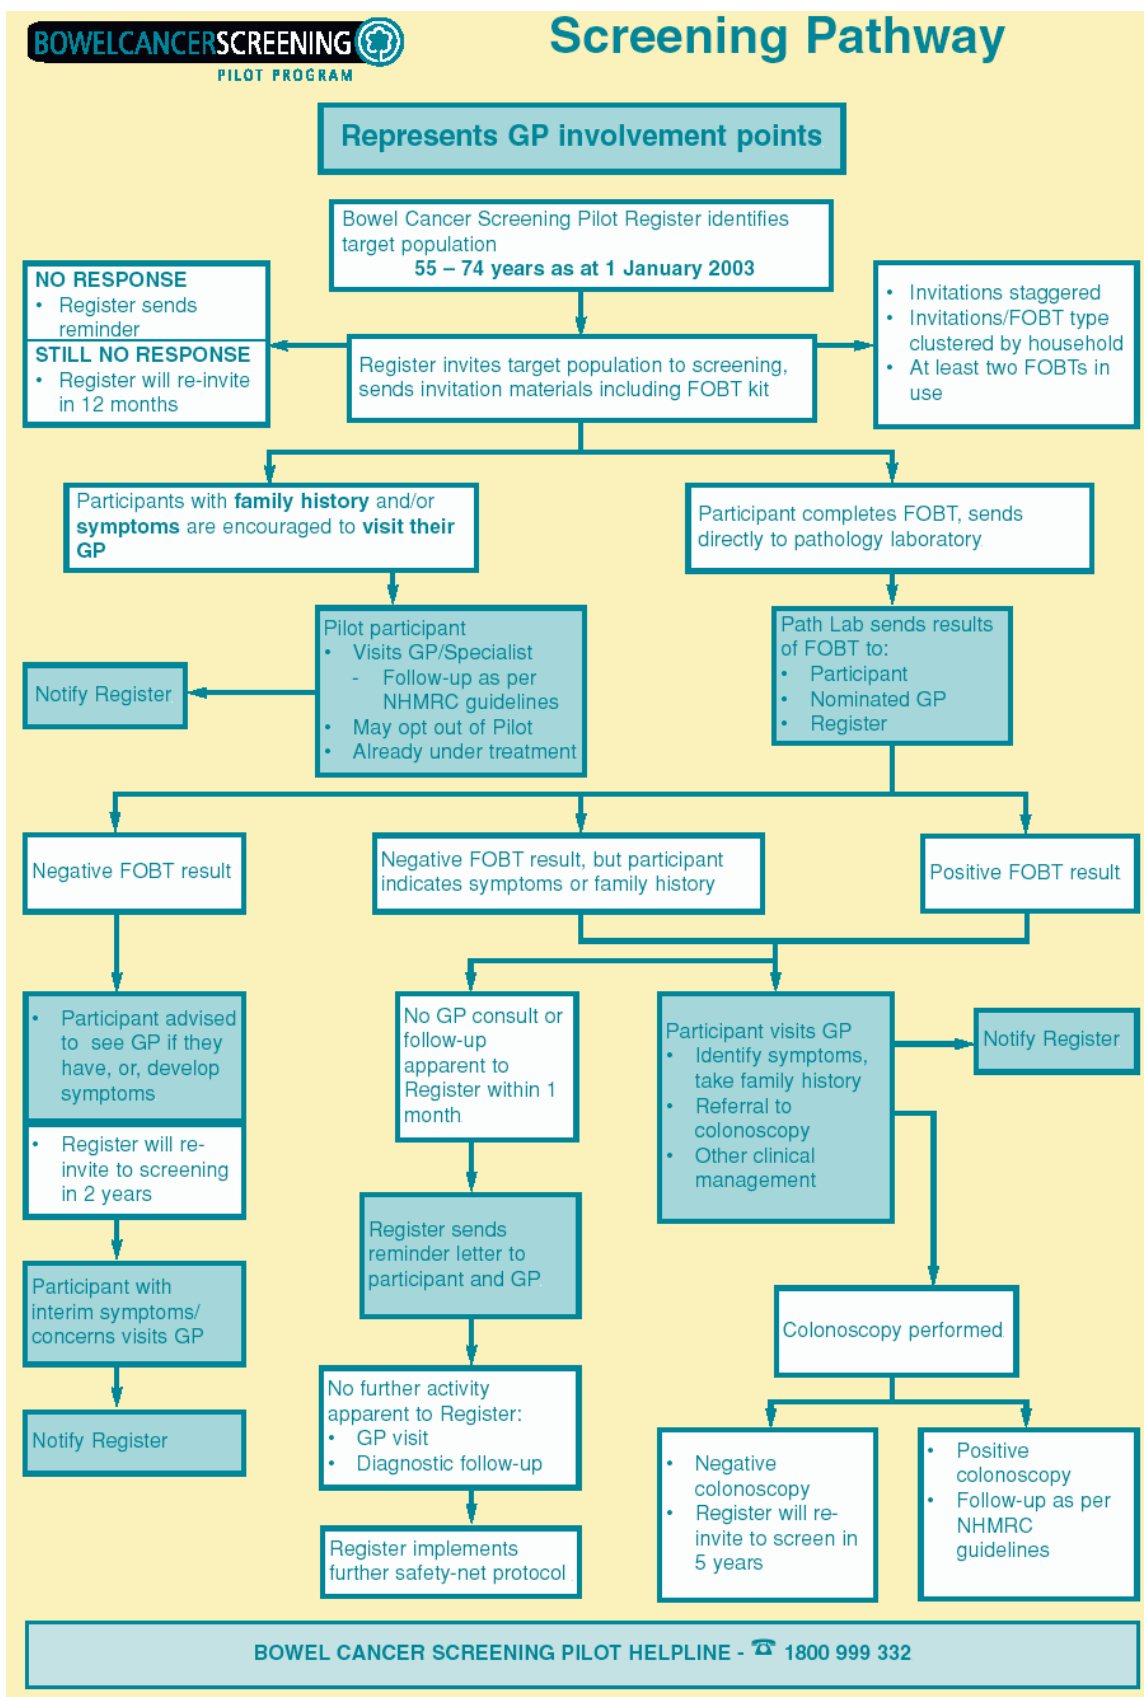 BOWELCANCERSCREENING
PILOT PROGRAM
Screening Pathway
Represents GP involvement points
Bowel Cancer Screening Pilot Register identifies
target population
55 – 74 years as at 1 January 2003
NO RESPONSE
• Register sends
reminder
STILL NO RESPONSE
• Register will re-invite
in 12 months
Register invites target population to screening,
sends invitation materials including FOBT kit
• Invitations staggered
• Invitations/FOBT type
clustered by household
• At least two FOBTs in
use
Participants with family history and/or
symptoms are encouraged to visit their
GP
Participant completes FOBT, sends
directly to pathology laboratory
Notify Register
Pilot participant
• Visits GP/Specialist
- Follow-up as per
NHMRC guidelines
• May opt out of Pilot
• Already under treatment
Path Lab sends results
of FOBT to:
• Participant
• Nominated GP
• Register
Negative FOBT result
Negative FOBT result, but participant
indicates symptoms or family history
Positive FOBT result
• Participant advised
to see GP if they
have, or, develop
symptoms
• Register will re-
invite to screening
in 2 years
Participant with
interim symptoms/
concerns visits GP
Notify Register
No GP consult or
follow-up
apparent to
Register within 1
month
Register sends
reminder letter to
participant and GP
No further activity
apparent to Register:
• GP visit
• Diagnostic follow-up
Register implements
further safety-net protocol
Participant visits GP
• Identify symptoms,
take family history
• Referral to
colonoscopy
• Other clinical
management
Notify Register
Colonoscopy performed
• Negative
colonoscopy
• Register will re-
invite to screen in
5 years
• Positive
colonoscopy
• Follow-up as per
NHMRC
guidelines
BOWEL CANCER SCREENING PILOT HELPLINE - ☎ 1800 999 332